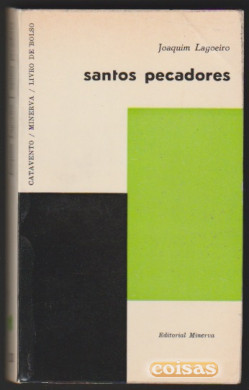 Joaquim Lagoeiro
santos pecadores
CATAVENTO / MINERVA / LIVRO DE BOLSO
Editorial Minerva
coisas